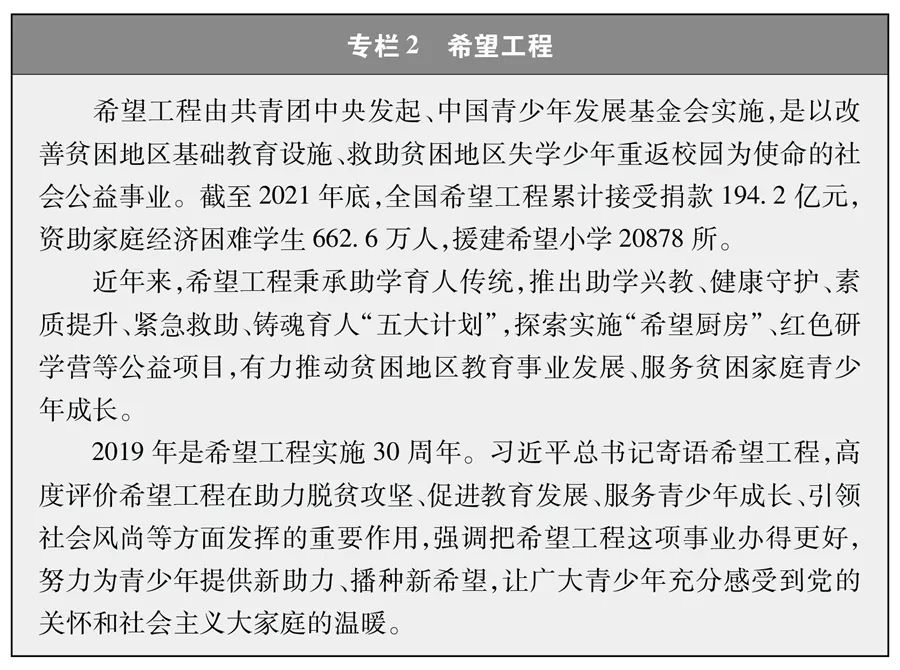 专栏2　希望工程
希望工程由共青团中央发起、中国青少年发展基金会实施，是以改
善贫困地区基础教育设施、救助贫困地区失学少年重返校园为使命的社
会公益事业。截至2021年底，全国希望工程累计接受捐款194.2亿元，
资助家庭经济困难学生662.6万人，援建希望小学20878所。
近年来，希望工程秉承助学育人传统，推出助学兴教、健康守护、素
质提升、紧急救助、铸魂育人“五大计划”，探索实施“希望厨房”、红色研
学营等公益项目，有力推动贫困地区教育事业发展、服务贫困家庭青少
年成长。
2019年是希望工程实施30周年。习近平总书记寄语希望工程，高
度评价希望工程在助力脱贫攻坚、促进教育发展、服务青少年成长、引领
社会风尚等方面发挥的重要作用，强调把希望工程这项事业办得更好，
努力为青少年提供新助力、播种新希望，让广大青少年充分感受到党的
关怀和社会主义大家庭的温暖。